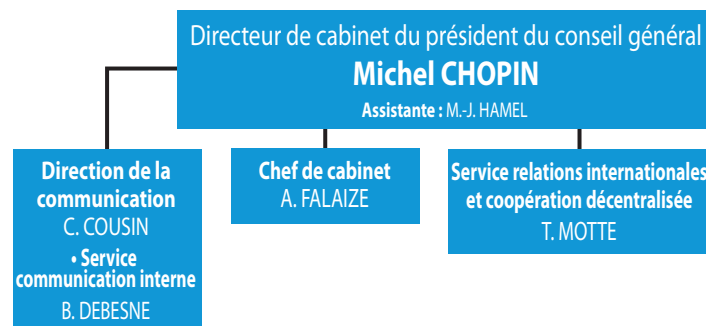 Directeur de cabinet du président du conseil général
Michel CHOPIN
Assistante : M.-J. HAMEL
Direction de la
communication
C. COUSIN
• Service
communication interne
B. DEBESNE
Chef de cabinet
A. FALAIZE
Service relations internationales
et coopération décentralisée
T. MOTTE